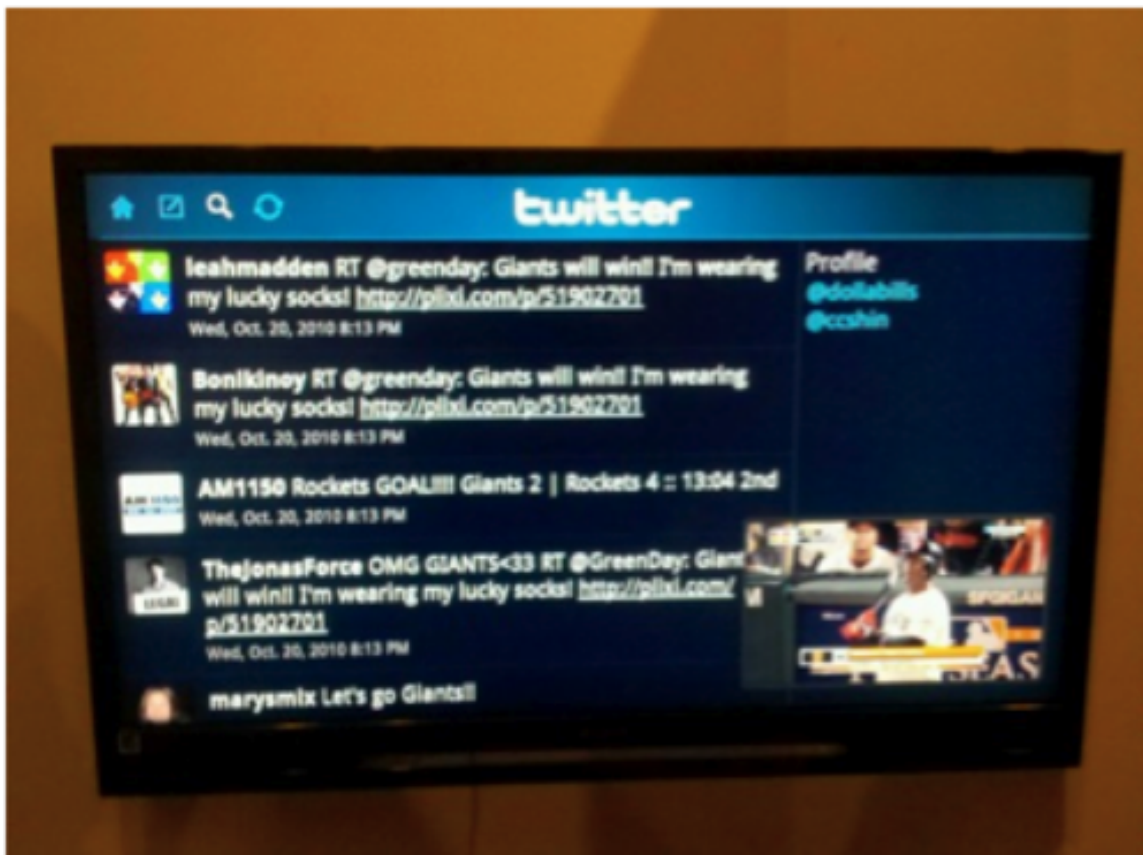 twitter
leahmadden RT @greenday: Giants will win!! I'm wearing
my lucky socks! http://plixi.com/p/51902701
Wed, Oct. 20, 2010 8:13 PM
Bonikinoy RT @greenday: Giants will win!! I'm wearing
my lucky socks! http://plixi.com/p/51902701
Wed, Oct. 20, 2010 8:13 PM
AM1150 Rockets GOAL!!!! Giants 2 | Rockets 4 :: 13:04 2nd
Wed, Oct. 20, 2010 8:13 PM
TheJonasForce OMG GIANTS<33 RT @GreenDay: Giant
will win!! I'm wearing my lucky socks! http://plixi.com/
p/51902701
Wed, Oct. 20, 2010 8:13 PM
marysmix Let's go Giants!!
Profile
@dollabills
@ccshin